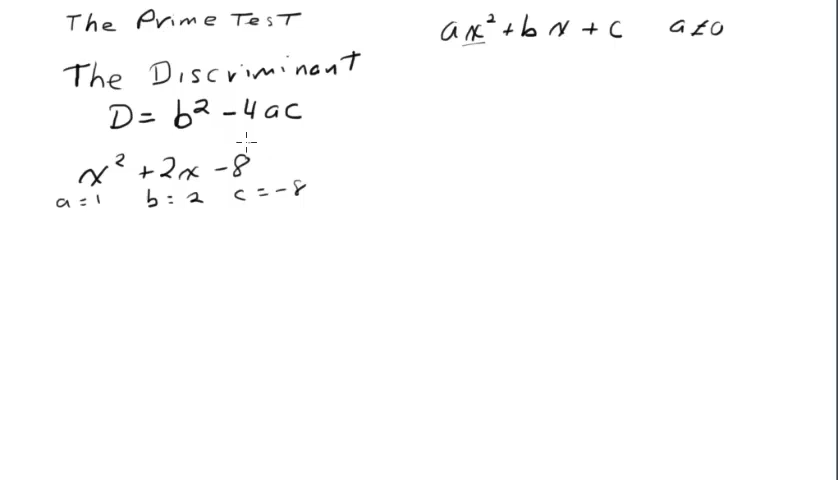 The Prime Test
ax² + bx + c a≠0
The Discriminant
D = b² - 4ac
x² + 2x - 8
a = 1 b = 2 c = -8